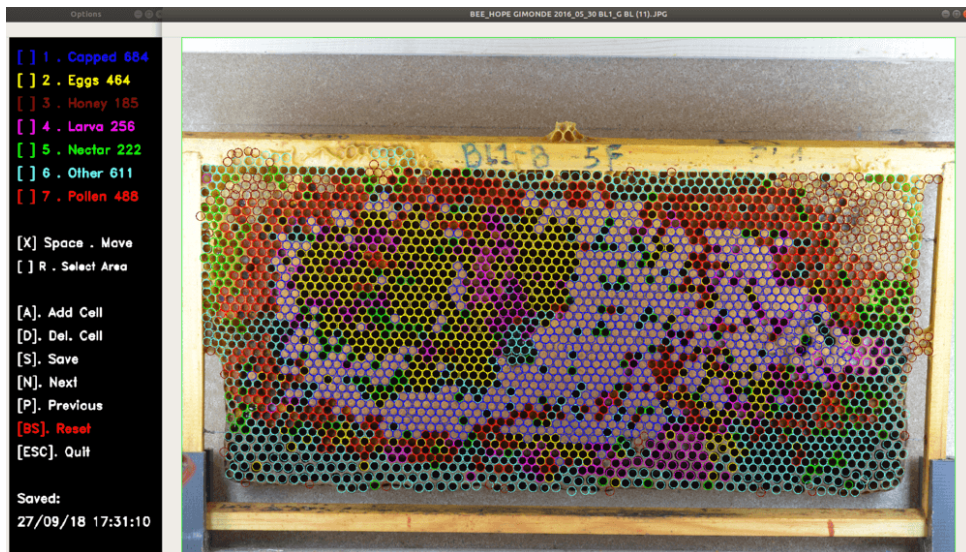 Options
BEE_HOPE GIMONDE 2016_05_30 BL1_G BL (11).JPG
[ ] 1 . Capped 684
[ ] 2 . Eggs 464
[ ] 3 . Honey 185
[ ] 4 . Larva 256
[ ] 5 . Nectar 222
[ ] 6 . Other 611
[ ] 7 . Pollen 488
[X] Space . Move
[ ] R . Select Area
[A]. Add Cell
[D]. Del. Cell
[S]. Save
[N]. Next
[P]. Previous
[BS]. Reset
[ESC]. Quit
Saved:
27/09/18 17:31:10
BL1-8 5F